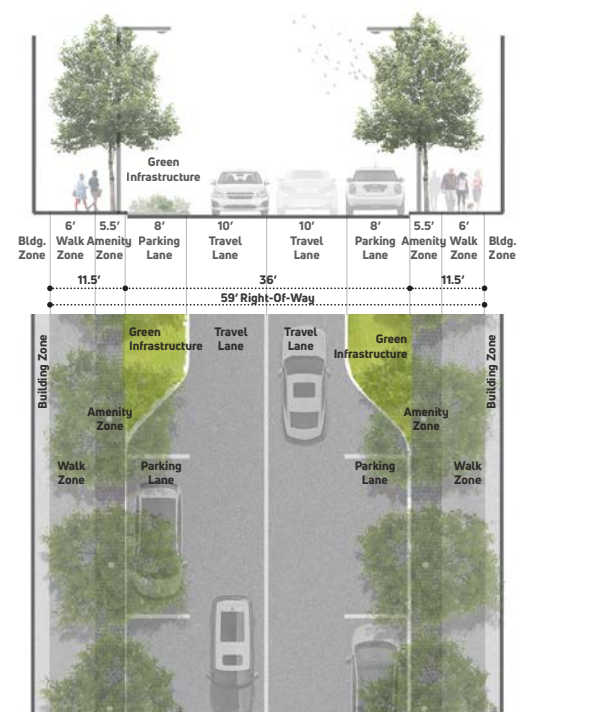 Green
Infrastructure
6’ 5.5’ 8’ 10’ 10’ 8’ 5.5’ 6’
Bldg. Walk Amenity Parking Travel Travel Parking Amenity Walk Bldg.
Zone Zone Zone Lane Lane Lane Lane Zone Zone Zone
11.5’ 36’ 11.5’
59’ Right-Of-Way
Green
Infrastructure
Travel
Lane
Travel
Lane
Green
Infrastructure
Building Zone
Building Zone
Amenity
Zone
Amenity
Zone
Walk
Zone
Parking
Lane
Parking
Lane
Walk
Zone